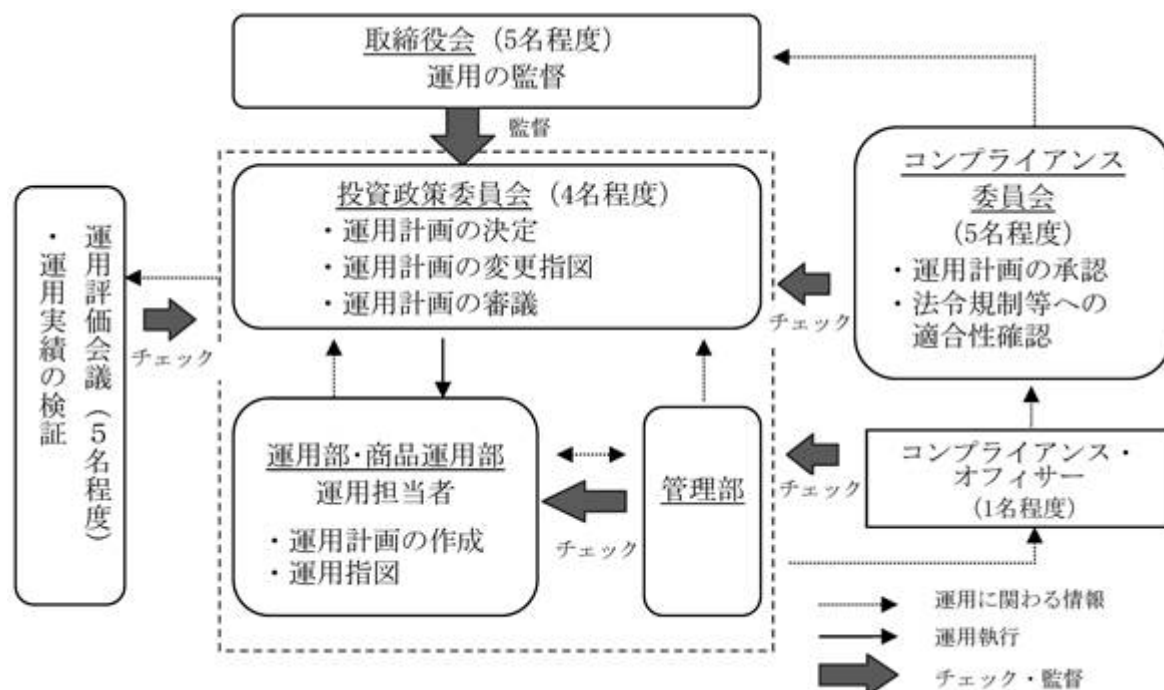 取締役会 (5名程度)
運用の監督
監督
投資政策委員会 (4名程度)
・運用計画の決定
・運用計画の変更指図
・運用計画の審議
運用評価会議(5名程度)
・運用実績の検証
チェック
コンプライアンス
委員会
(5名程度)
・運用計画の承認
・法令規制等への
適合性確認
チェック
運用部・商品運用部
運用担当者
・運用計画の作成
・運用指図
チェック
管理部
チェック
コンプライアンス・
オフィサー
(1名程度)
運用に関わる情報
運用執行
チェック・監督